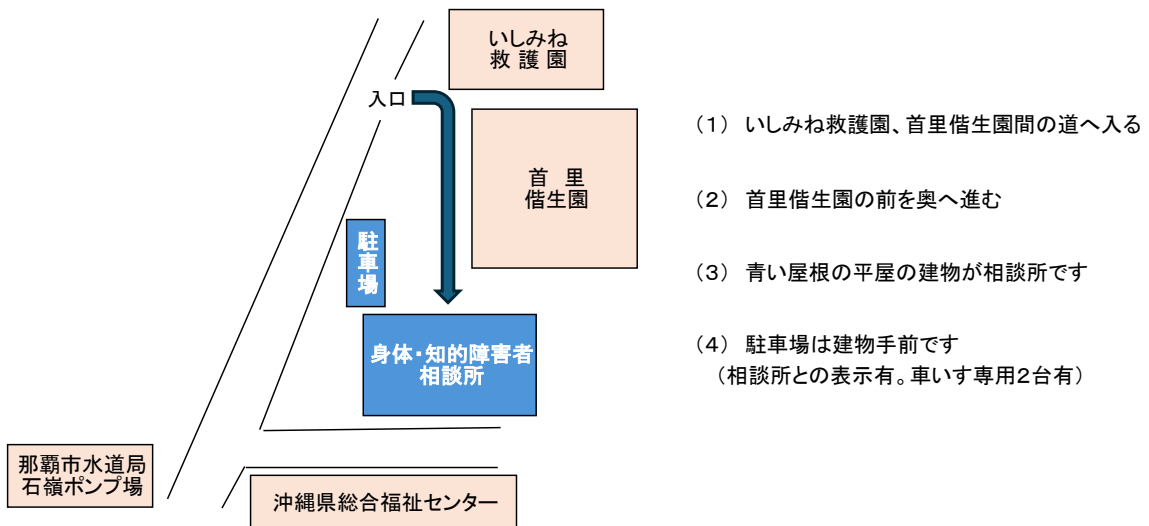 いしみね
救護園
入口
首 里
偕生園
駐車場
身体・知的障害者
相談所
那覇市水道局
石嶺ポンプ場
沖縄県総合福祉センター
（１） いしみね救護園、首里偕生園間の道へ入る
（２） 首里偕生園の前を奥へ進む
（３） 青い屋根の平屋の建物が相談所です
（４） 駐車場は建物手前です
（相談所との表示有。車いす専用２台有）